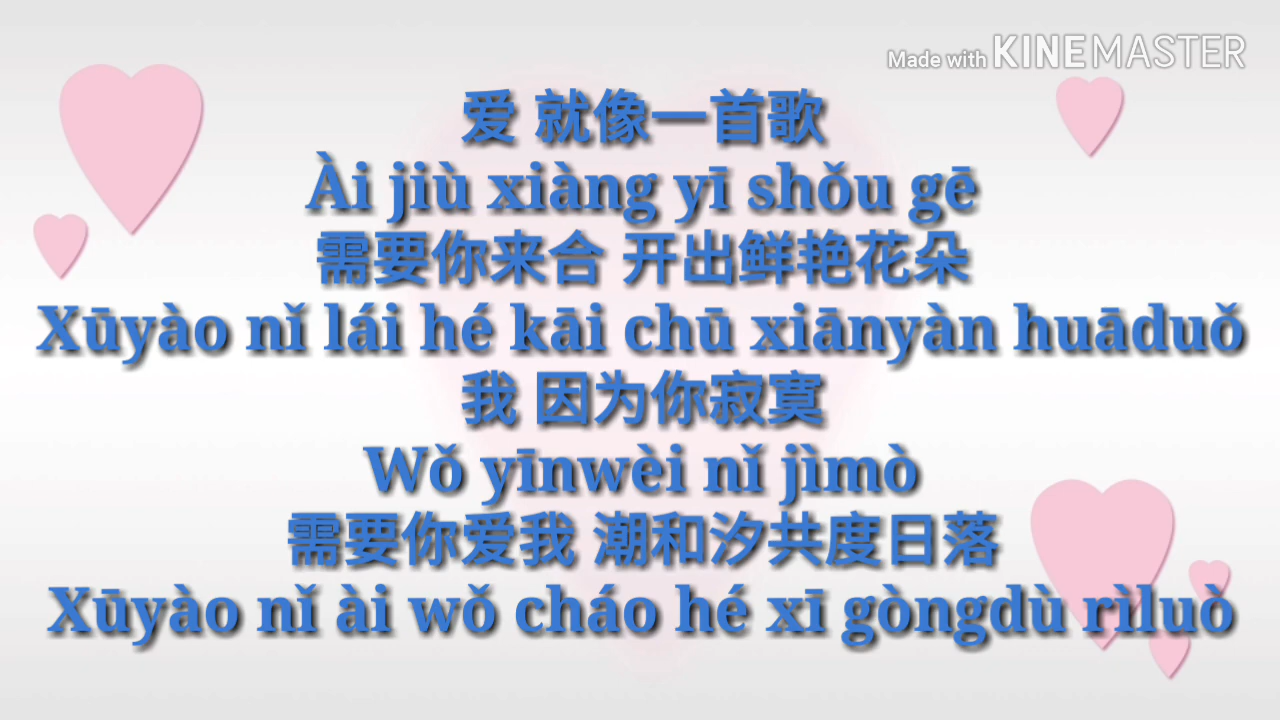 Made with KINEMASTER
爱 就像一首歌
Ài jiù xiàng yī shǒu gē
需要你来合 开出鲜艳花朵
Xūyào nǐ lái hé kāi chū xiānyàn huāduǒ
我 因为你寂寞
Wǒ yīnwèi nǐ jìmò
需要你爱我 潮和汐共度日落
Xūyào nǐ ài wǒ cháo hé xī gòngdù rìluò